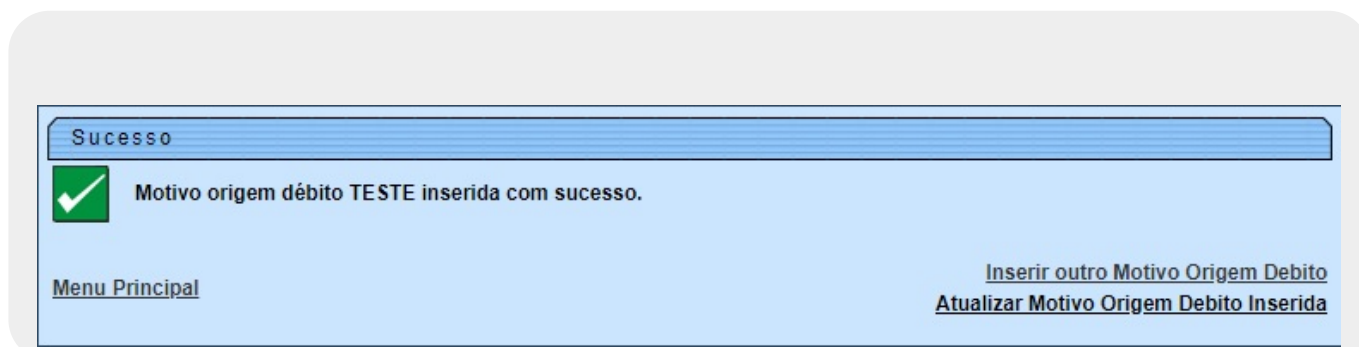 Sucesso
Motivo origem débito TESTE inserida com sucesso.
Menu Principal
Inserir outro Motivo Origem Debito
Atualizar Motivo Origem Debito Inserida